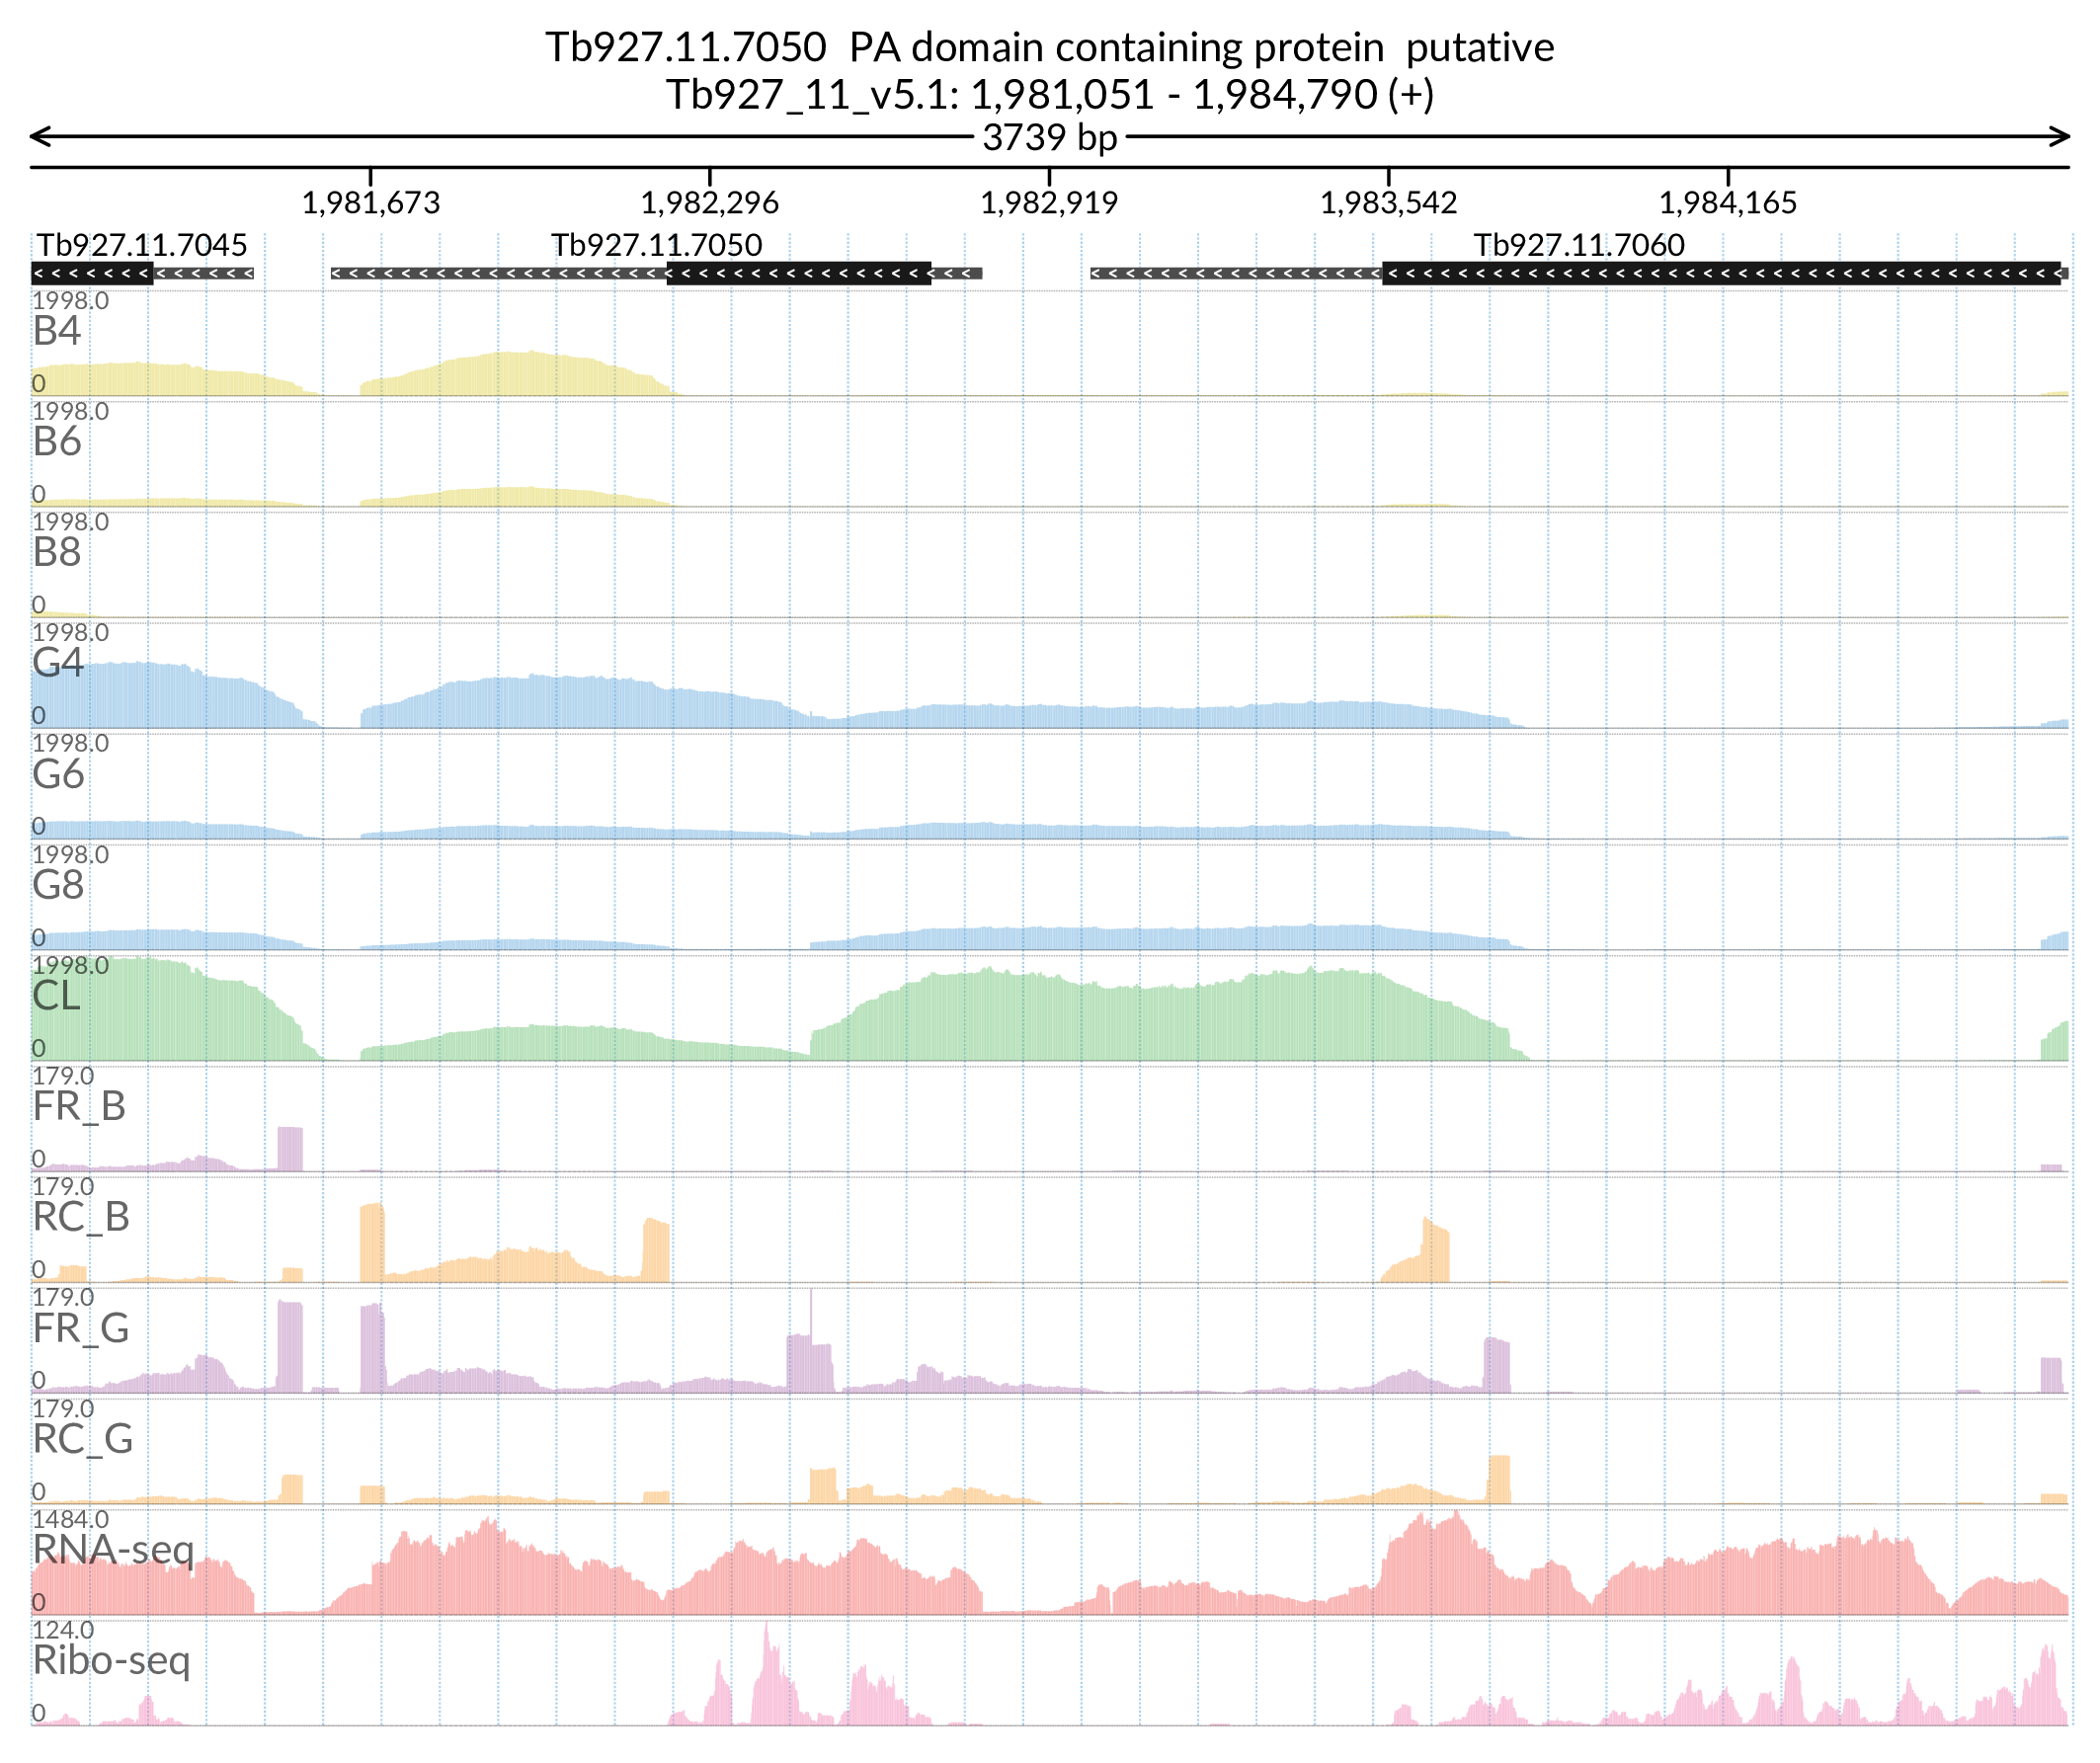 Tb927.11.7050  PA domain containing protein  putative
Tb927_11_v5.1: 1,981,051 - 1,984,790 (+)
3739 bp
1,981,673 1,982,296 1,982,919 1,983,542 1,984,165
Tb927.11.7045 Tb927.11.7050 Tb927.11.7060
1998.0
B4
0
1998.0
B6
0
1998.0
B8
0
1998.0
G4
0
1998.0
G6
0
1998.0
G8
0
1998.0
CL
0
179.0
FR_B
0
179.0
RC_B
0
179.0
FR_G
0
179.0
RC_G
0
1484.0
RNA-seq
0
124.0
Ribo-seq
0